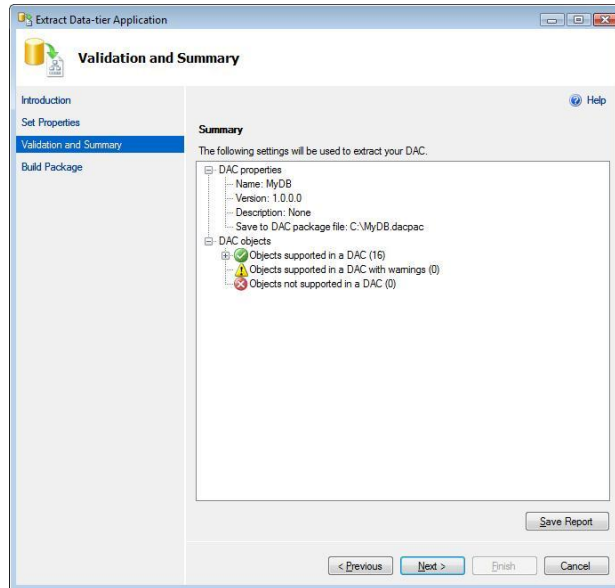 Extract Data-tier Application
Validation and Summary
Introduction
Set Properties
Validation and Summary
Build Package
Help
Summary
The following settings will be used to extract your DAC.
DAC properties
Name: MyDB
Version: 1.0.0.0
Description: None
Save to DAC package file: C:\MyDB.dacpac
DAC objects
Objects supported in a DAC (16)
Objects supported in a DAC with warnings (0)
Objects not supported in a DAC (0)
Save Report
< Previous
Next >
Finish
Cancel